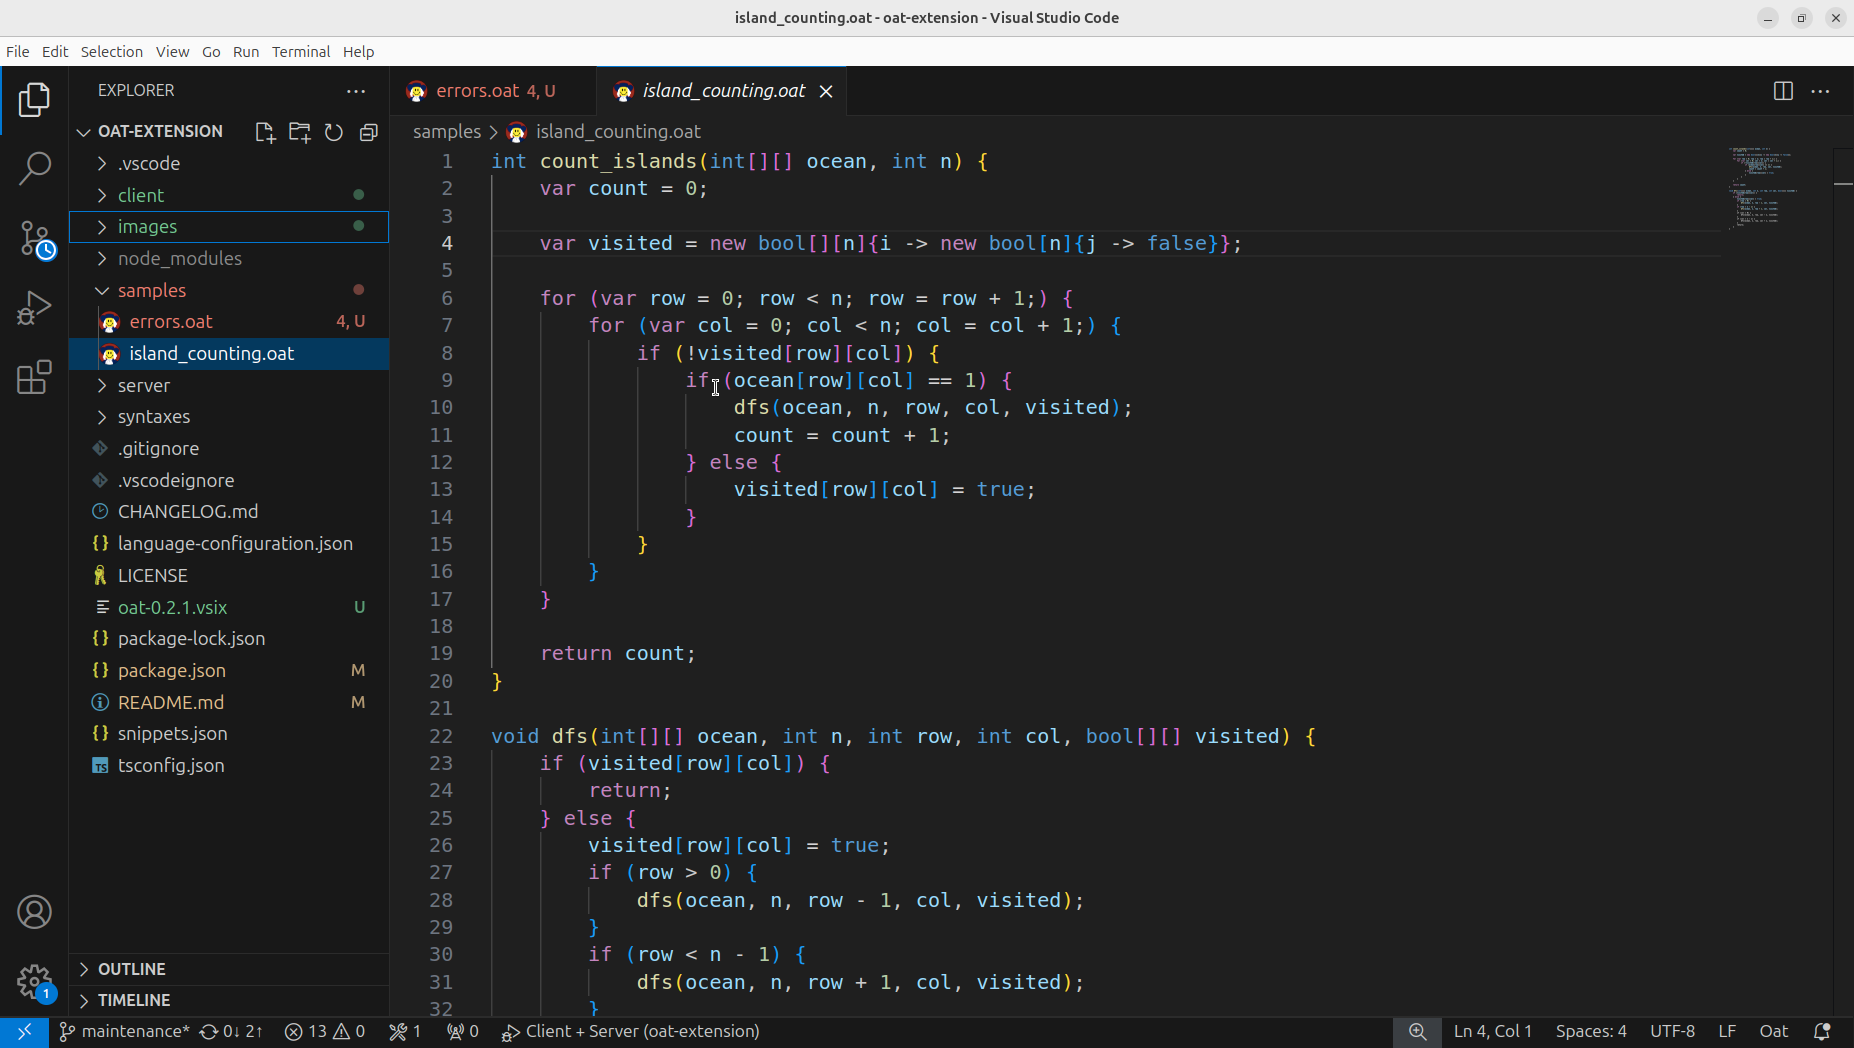 island_counting.oat - oat-extension - Visual Studio Code
File Edit Selection View Go Run Terminal Help
EXPLORER
OAT-EXTENSION
.vscode
client
images
node_modules
samples
errors.oat 4, U
island_counting.oat
server
syntaxes
.gitignore
.vscodeignore
CHANGELOG.md
language-configuration.json
LICENSE
oat-0.2.1.vsix U
package-lock.json
package.json M
README.md M
snippets.json
TS tsconfig.json
OUTLINE
TIMELINE
1
errors.oat 4, U island_counting.oat
samples > island_counting.oat
1 int count_islands(int[][] ocean, int n) {
2     var count = 0;
3
4     var visited = new bool[][n]{i -> new bool[n]{j -> false}};
5
6     for (var row = 0; row < n; row = row + 1;) {
7         for (var col = 0; col < n; col = col + 1;) {
8             if (!visited[row][col]) {
9                 if (ocean[row][col] == 1) {
10                     dfs(ocean, n, row, col, visited);
11                     count = count + 1;
12                 } else {
13                     visited[row][col] = true;
14                 }
15             }
16         }
17     }
18
19     return count;
20 }
21
22 void dfs(int[][] ocean, int n, int row, int col, bool[][] visited) {
23     if (visited[row][col]) {
24         return;
25     } else {
26         visited[row][col] = true;
27         if (row > 0) {
28             dfs(ocean, n, row - 1, col, visited);
29         }
30         if (row < n - 1) {
31             dfs(ocean, n, row + 1, col, visited);
32         }
maintenance* 0↓ 2↑ 13 0 1 0 Client + Server (oat-extension) Ln 4, Col 1 Spaces: 4 UTF-8 LF Oat